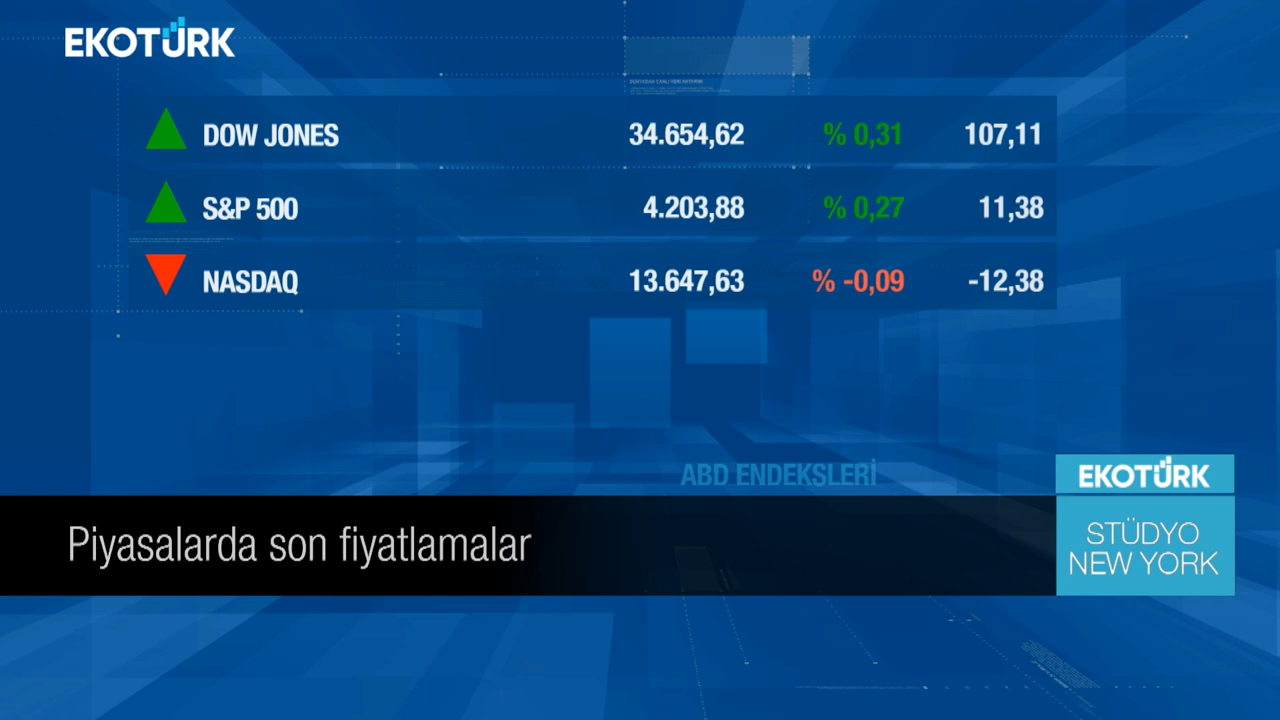 EKOTÜRK
DOW JONES 34.654,62 % 0,31 107,11
S&P 500 4.203,88 % 0,27 11,38
NASDAQ 13.647,63 % -0,09 -12,38
ABD ENDEKSLERİ
EKOTÜRK
Piyasalarda son fiyatlamalar
STÜDYO
NEW YORK